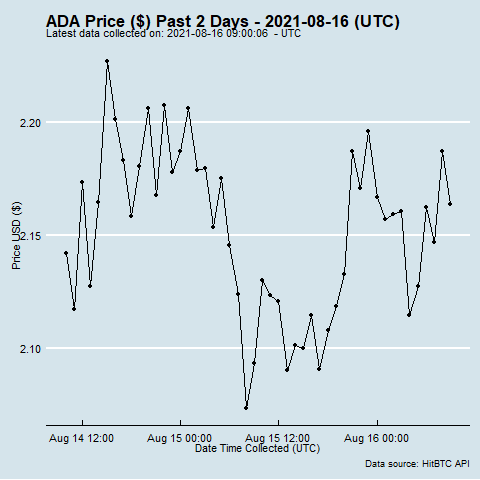 ADA Price ($) Past 2 Days - 2021-08-16 (UTC)
Latest data collected on: 2021-08-16 09:00:06  - UTC
2.20
2.15
2.10
Price USD ($)
Aug 14 12:00
Aug 15 00:00
Aug 15 12:00
Aug 16 00:00
Date Time Collected (UTC)
Data source: HitBTC API